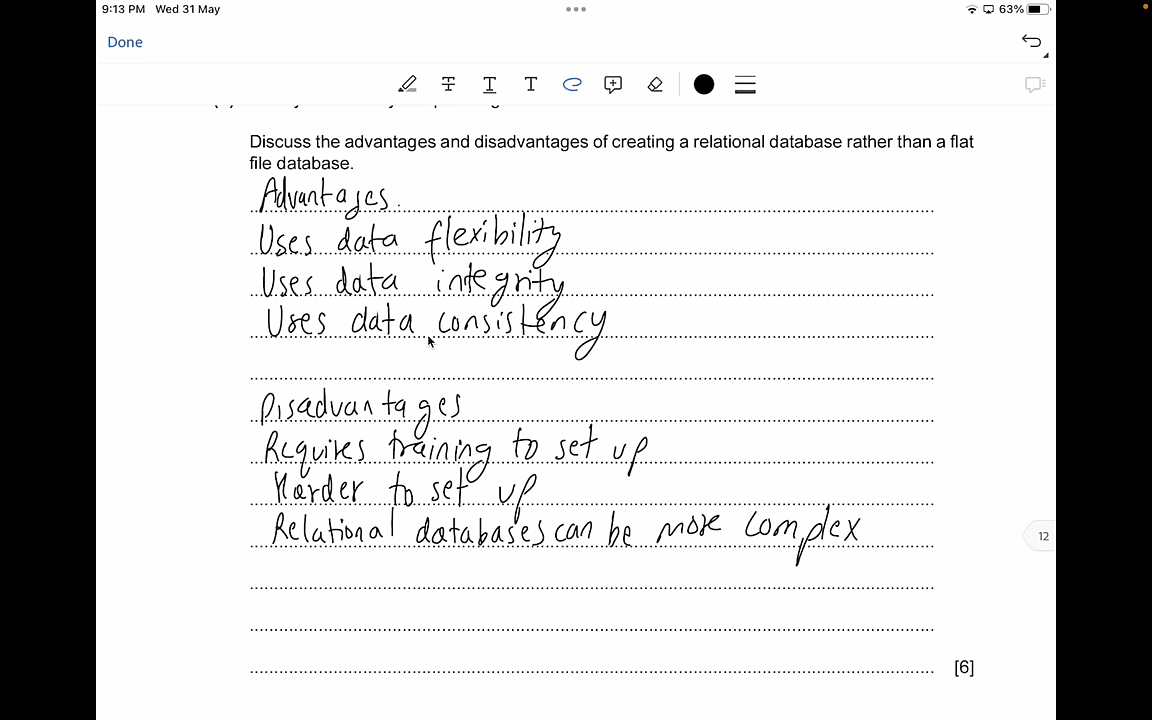 9:13 PM Wed 31 May
63%
Done
Discuss the advantages and disadvantages of creating a relational database rather than a flat
file database.
Advantages.
Uses data flexibility
Uses data integrity
Uses data consistency
Disadvantages
Requires training to set up
Harder to set up
Relational databases can be more complex
12
[6]